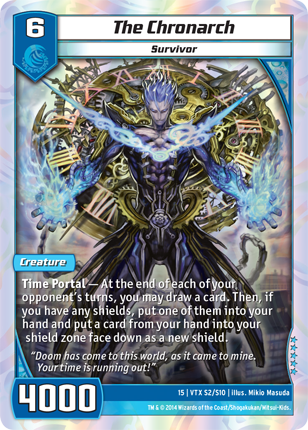 6
The Chronarch
Survivor
Creature
Time Portal — At the end of each of your
opponent's turns, you may draw a card. Then, if
you have any shields, put one of them into your
hand and put a card from your hand into your
shield zone face down as a new shield.
"Doom has come to this world, as it came to mine.
Your time is running out!"
4000
15 | VTX S2/S10 | illus. Mikio Masuda
TM & © 2014 Wizards of the Coast/Shogakukan/Mitsui-Kids.